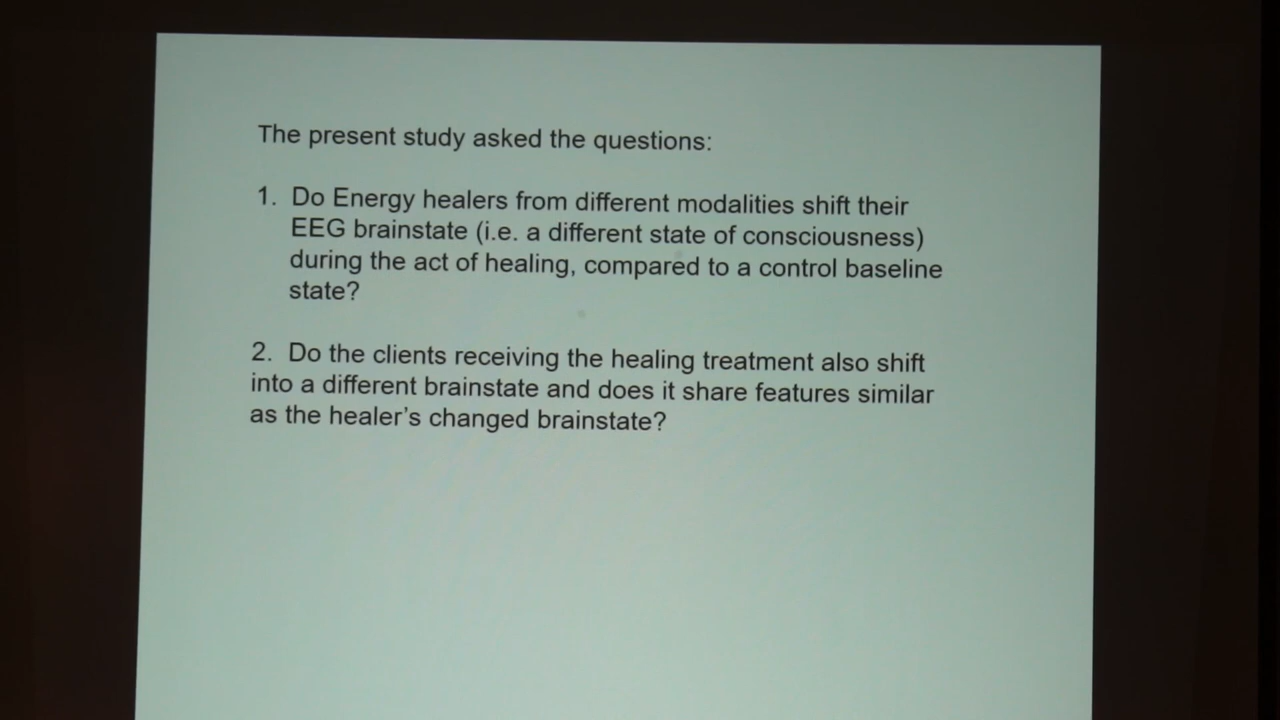 The present study asked the questions:
1. Do Energy healers from different modalities shift their
EEG brainstate (i.e. a different state of consciousness)
during the act of healing, compared to a control baseline
state?
2. Do the clients receiving the healing treatment also shift
into a different brainstate and does it share features similar
as the healer's changed brainstate?